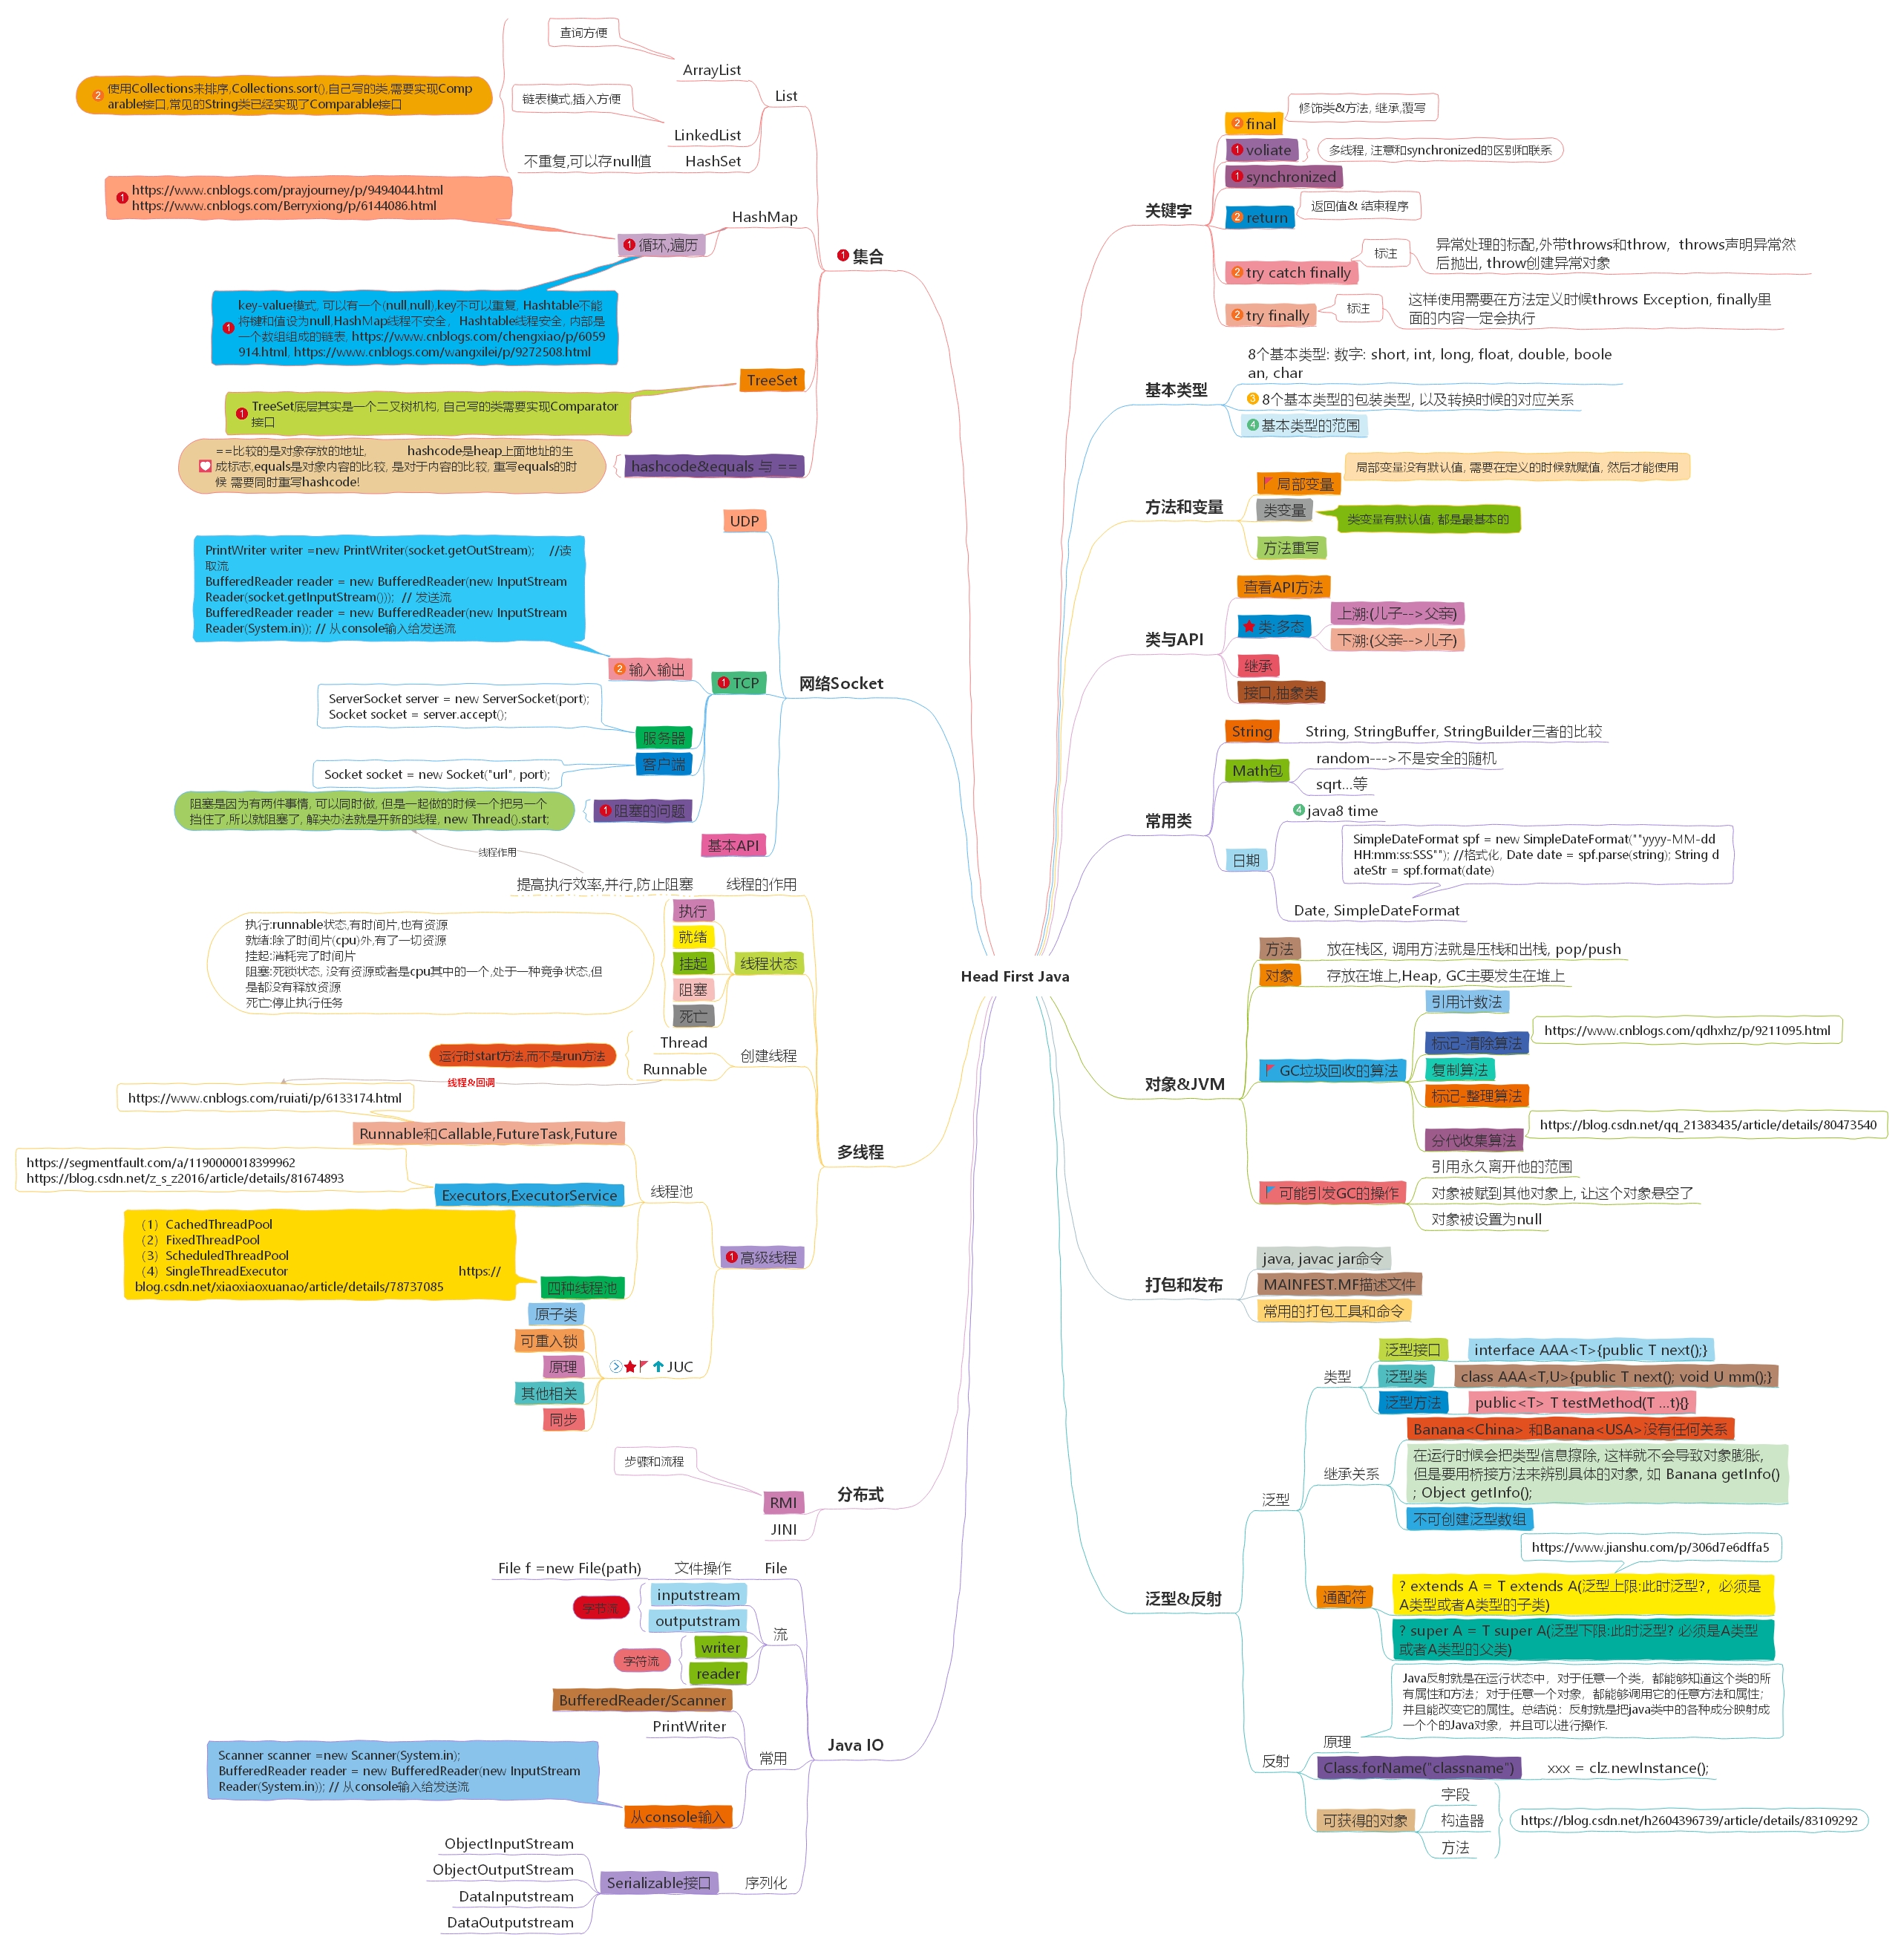 Head First Java
集合
List
查询方便
ArrayList
链表模式,插入方便
LinkedList
不重复,可以存null值
HashSet
使用Collections来排序,Collections.sort(),自己写的类,需要实现Comp
arable接口,常见的String类已经实现了Comparable接口
HashMap
循环,遍历
https://www.cnblogs.com/prayjourney/p/9494044.html
https://www.cnblogs.com/Berryxiong/p/6144086.html
key-value模式, 可以有一个(null,null),key不可以重复, Hashtable不能
将键和值设为null,HashMap线程不安全, Hashtable线程安全, 内部是
一个数组组成的链表, https://www.cnblogs.com/chengxiao/p/6059
914.html, https://www.cnblogs.com/wangxilei/p/9272508.html
TreeSet
TreeSet底层其实是一个二叉树机构, 自己写的类需要实现Comparator
接口
hashcode&equals 与 ==
==比较的是对象存放的地址, hashcode是heap上面地址的生
成标志,equals是对象内容的比较, 是对于内容的比较, 重写equals的时
候 需要同时重写hashcode!
网络Socket
UDP
TCP
输入输出
PrintWriter writer =new PrintWriter(socket.getOutStream); //读
取流
BufferedReader reader = new BufferedReader(new InputStream
Reader(socket.getInputStream())); // 发送流
BufferedReader reader = new BufferedReader(new InputStream
Reader(System.in)); // 从console输入给发送流
服务器
ServerSocket server = new ServerSocket(port);
Socket socket = server.accept();
客户端
Socket socket = new Socket("url", port);
阻塞的问题
阻塞是因为有两件事情, 可以同时做, 但是一起做的时候一个把另一个
挡住了,所以就阻塞了, 解决办法就是开新的线程, new Thread().start;
基本API
线程作用
多线程
线程的作用
提高执行效率,并行,防止阻塞
线程状态
执行
就绪
挂起
阻塞
死亡
执行:runnable状态,有时间片,也有资源
就绪:除了时间片(cpu)外,有了一切资源
挂起:消耗完了时间片
阻塞:死锁状态, 没有资源或者是cpu其中的一个,处于一种竞争状态,但
是都没有释放资源
死亡:停止执行任务
创建线程
Thread
Runnable
运行时start方法,而不是run方法
线程&回调
高级线程
线程池
Runnable和Callable,FutureTask,Future
https://www.cnblogs.com/ruiati/p/6133174.html
Executors,ExecutorService
https://segmentfault.com/a/1190000018399962
https://blog.csdn.net/z_s_z2016/article/details/81674893
四种线程池
（1）CachedThreadPool
（2）FixedThreadPool
（3）ScheduledThreadPool
（4）SingleThreadExecutor https://
blog.csdn.net/xiaoxiaoxuanao/article/details/78737085
JUC
原子类
可重入锁
原理
其他相关
同步
分布式
RMI
步骤和流程
JINI
Java IO
File
文件操作
File f =new File(path)
流
inputstream
outputstram
字节流
writer
reader
字符流
常用
BufferedReader/Scanner
PrintWriter
从console输入
Scanner scanner =new Scanner(System.in);
BufferedReader reader = new BufferedReader(new InputStream
Reader(System.in)); // 从console输入给发送流
序列化
Serializable接口
ObjectInputStream
ObjectOutputStream
DataInputstream
DataOutputstream
关键字
final
修饰类&方法, 继承,覆写
voliate
多线程, 注意和synchronized的区别和联系
synchronized
return
返回值& 结束程序
try catch finally
标注
异常处理的标配,外带throws和throw，throws声明异常然
后抛出, throw创建异常对象
try finally
标注
这样使用需要在方法定义时候throws Exception, finally里
面的内容一定会执行
基本类型
8个基本类型: 数字: short, int, long, float, double, boole
an, char
8个基本类型的包装类型, 以及转换时候的对应关系
基本类型的范围
方法和变量
局部变量
局部变量没有默认值, 需要在定义的时候就赋值, 然后才能使用
类变量
类变量有默认值, 都是最基本的
方法重写
类与API
查看API方法
类:多态
上溯:(儿子-->父亲)
下溯:(父亲-->儿子)
继承
接口,抽象类
常用类
String
String, StringBuffer, StringBuilder三者的比较
Math包
random--->不是安全的随机
sqrt...等
日期
java8 time
SimpleDateFormat spf = new SimpleDateFormat(""yyyy-MM-dd
HH:mm:ss:SSS""); //格式化, Date date = spf.parse(string); String d
ateStr = spf.format(date)
Date, SimpleDateFormat
对象&JVM
方法
放在栈区, 调用方法就是压栈和出栈, pop/push
对象
存放在堆上,Heap, GC主要发生在堆上
GC垃圾回收的算法
引用计数法
标记-清除算法
https://www.cnblogs.com/qdhxhz/p/9211095.html
复制算法
标记-整理算法
分代收集算法
https://blog.csdn.net/qq_21383435/article/details/80473540
可能引发GC的操作
引用永久离开他的范围
对象被赋到其他对象上, 让这个对象悬空了
对象被设置为null
打包和发布
java, javac jar命令
MAINFEST.MF描述文件
常用的打包工具和命令
泛型&反射
泛型
类型
泛型接口
interface AAA<T>{public T next();}
泛型类
class AAA<T,U>{public T next(); void U mm();}
泛型方法
public<T> T testMethod(T ...t){}
继承关系
Banana<China> 和Banana<USA>没有任何关系
在运行时候会把类型信息擦除, 这样就不会导致对象膨胀,
但是要用桥接方法来辨别具体的对象, 如 Banana getInfo()
; Object getInfo();
不可创建泛型数组
通配符
https://www.jianshu.com/p/306d7e6dffa5
? extends A = T extends A(泛型上限:此时泛型?，必须是
A类型或者A类型的子类)
? super A = T super A(泛型下限:此时泛型? 必须是A类型
或者A类型的父类)
反射
原理
Java反射就是在运行状态中，对于任意一个类，都能够知道这个类的所
有属性和方法；对于任意一个对象，都能够调用它的任意方法和属性；
并且能改变它的属性。总结说：反射就是把java类中的各种成分映射成
一个个的Java对象，并且可以进行操作.
Class.forName("classname")
xxx = clz.newInstance();
可获得的对象
字段
构造器
方法
https://blog.csdn.net/h2604396739/article/details/83109292